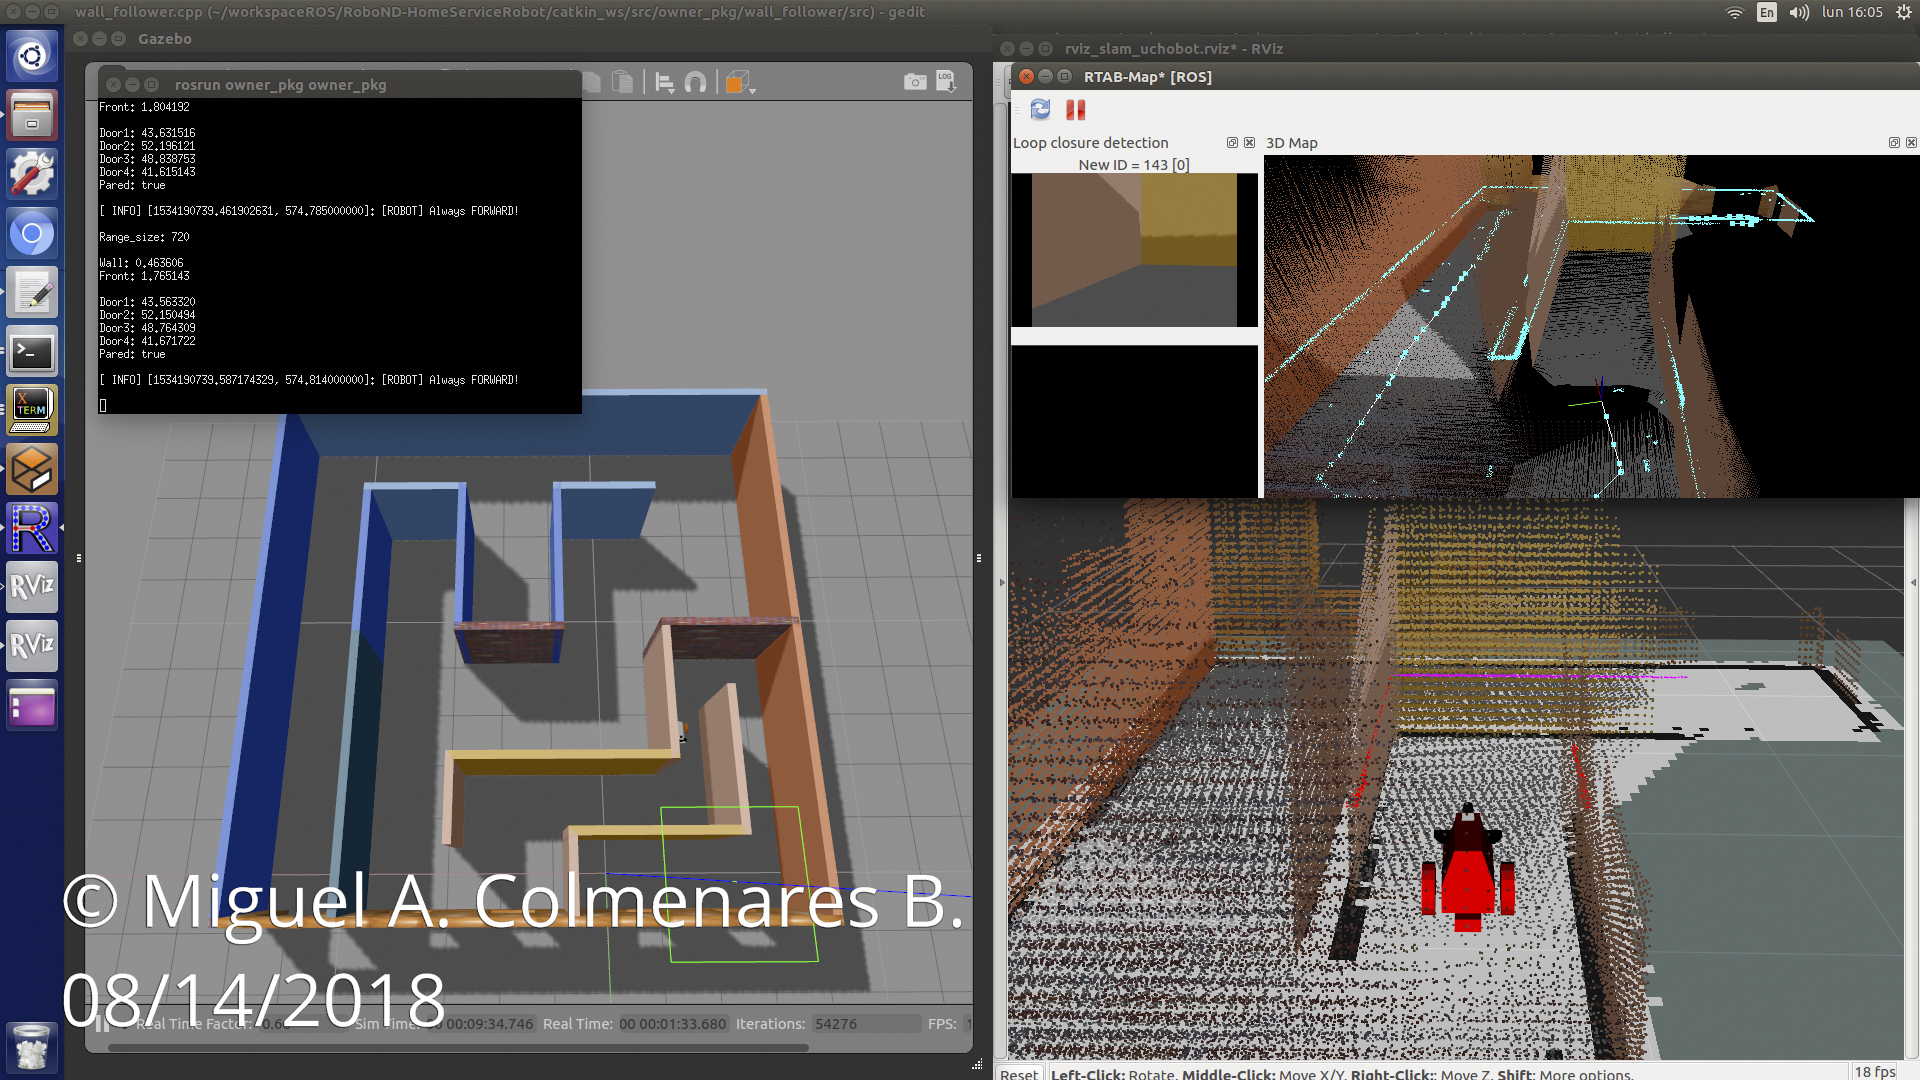 wall_follower.cpp (~/workspaceROS/RoboND-HomeServiceRobot/catkin_ws/src/owner_pkg/wall_follower/src) - gedit
En
lun 16:05
Gazebo
rosrun owner_pkg owner_pkg
LOG
Front: 1.804192
Door1: 43.631516
Door2: 52.196121
Door3: 48.838753
Door4: 41.615143
Pared: true
[ INFO] [1534190739.461902631, 574.785000000]: [ROBOT] Always FORWARD!
Range_size: 720
Wall: 0.463606
Front: 1.765143
Door1: 43.563320
Door2: 52.150494
Door3: 48.764309
Door4: 41.671722
Pared: true
[ INFO] [1534190739.587174329, 574.814000000]: [ROBOT] Always FORWARD!
X
TERM
R
RViz
RViz
rviz_slam_uchobot.rviz* - RViz
RTAB-Map* [ROS]
Loop closure detection
3D Map
New ID = 143 [0]
© Miguel A. Colmenares B.
08/14/2018
Real Time Factor:
Sim Time: 00 00:09:34.746
Real Time: 00 00:01:33.680
Iterations: 54276
FPS:
Reset
Left-Click: Rotate. Middle-Click: Move X/Y. Right-Click:: Move Z. Shift: More options.
18 fps